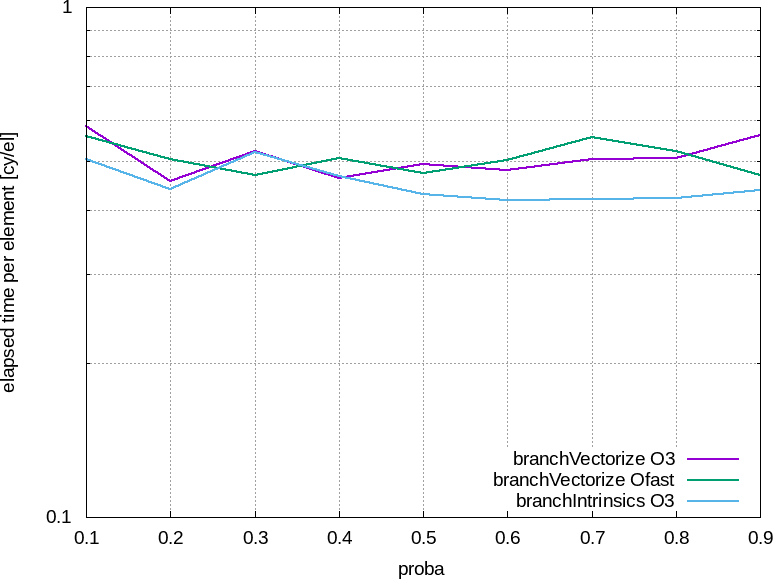 1
elapsed time per element [cy/el]
branchVectorize O3
branchVectorize Ofast
branchIntrinsics O3
0.1
0.1 0.2 0.3 0.4 0.5 0.6 0.7 0.8 0.9
proba